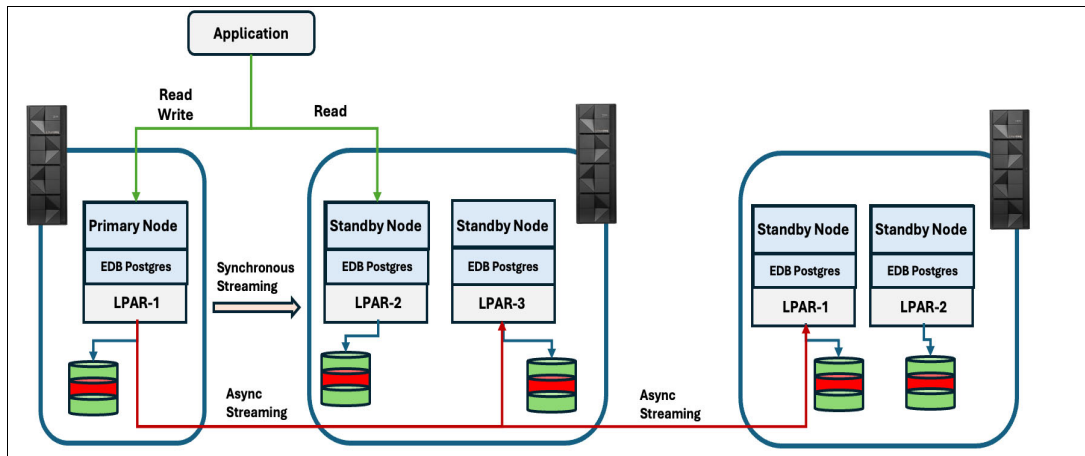 Application
Read
Write
Read
Primary Node
EDB Postgres
LPAR-1
Synchronous
Streaming
Standby Node
EDB Postgres
LPAR-2
Standby Node
EDB Postgres
LPAR-3
Standby Node
EDB Postgres
LPAR-1
Standby Node
EDB Postgres
LPAR-2
Async
Streaming
Async
Streaming